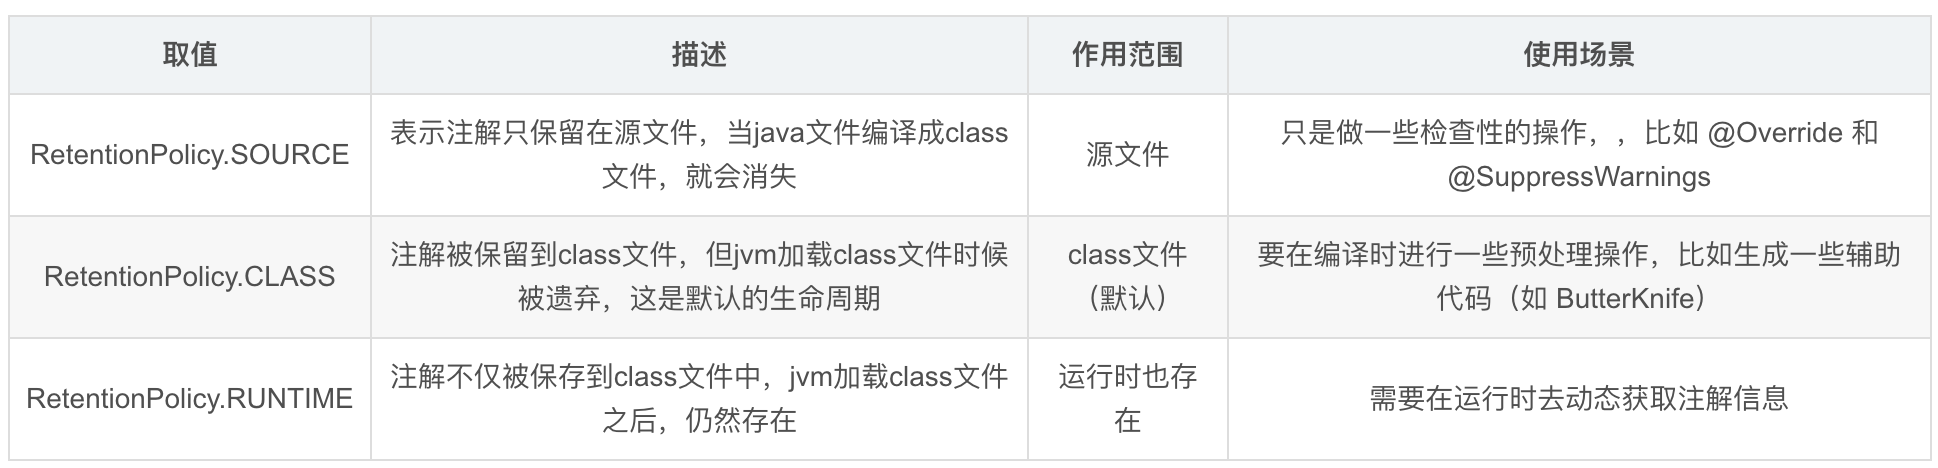 取值
描述
作用范围
使用场景
RetentionPolicy.SOURCE
表示注解只保留在源文件，当java文件编译成class
文件，就会消失
源文件
只是做一些检查性的操作，，比如 @Override 和
@SuppressWarnings
RetentionPolicy.CLASS
注解被保留到class文件，但jvm加载class文件时候
被遗弃，这是默认的生命周期
class文件
（默认）
要在编译时进行一些预处理操作，比如生成一些辅助
代码（如 ButterKnife）
RetentionPolicy.RUNTIME
注解不仅被保存到class文件中，jvm加载class文件
之后，仍然存在
运行时也存
在
需要在运行时去动态获取注解信息